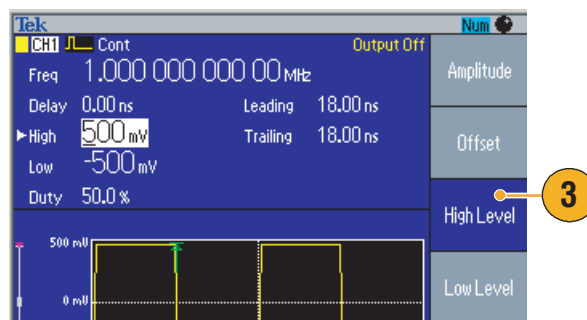 Tek
Num
CH1 Cont
Output Off
Freq 1.000 000 000 00 MHz
Delay 0.00 ns
Leading 18.00 ns
High 500 mV
Trailing 18.00 ns
Low -500 mV
Duty 50.0 %
500 mV
0 mV
Amplitude
Offset
High Level
Low Level
3